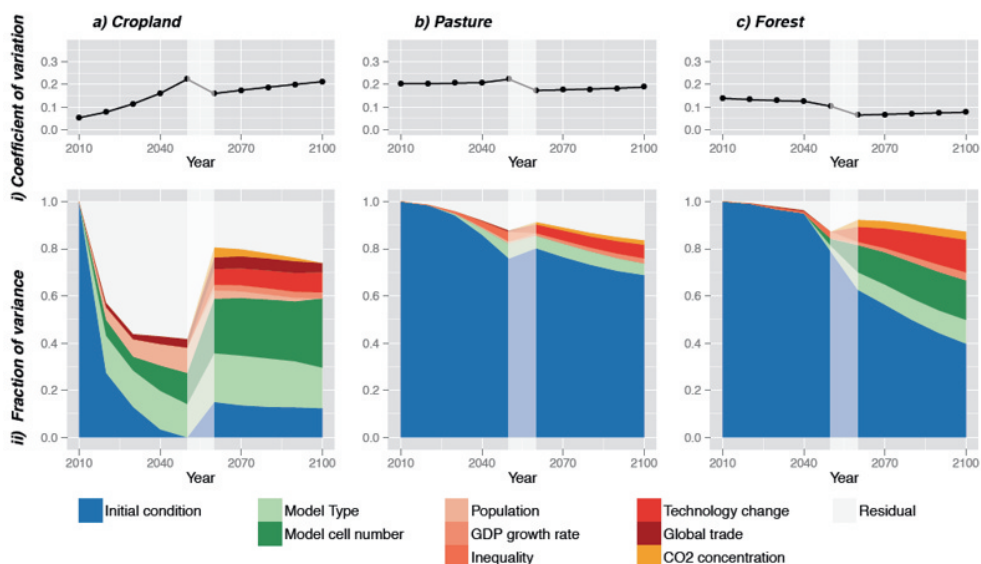 a) Cropland
b) Pasture
c) Forest
i) Coefficient of variation
0.3
0.2
0.1
0.0
2010
2040
2070
2100
Year
0.3
0.2
0.1
0.0
2010
2040
2070
2100
Year
0.3
0.2
0.1
0.0
2010
2040
2070
2100
Year
ii) Fraction of variance
1.0
0.8
0.6
0.4
0.2
0.0
2010
2040
2070
2100
Year
1.0
0.8
0.6
0.4
0.2
0.0
2010
2040
2070
2100
Year
1.0
0.8
0.6
0.4
0.2
0.0
2010
2040
2070
2100
Year
Initial condition
Model Type
Model cell number
Population
GDP growth rate
Inequality
Technology change
Global trade
CO2 concentration
Residual